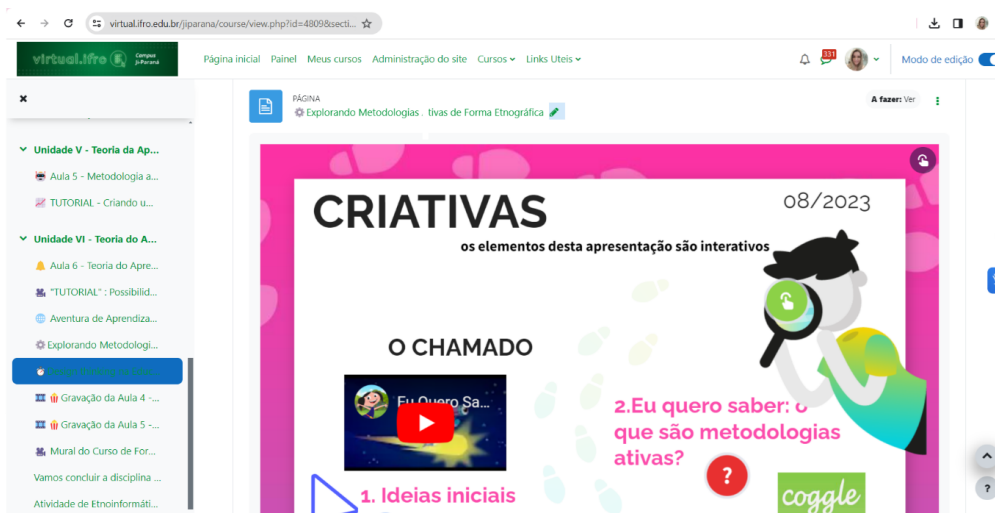 virtual.ifro.edu.br/jiparana/course/view.php?id=4809&secti...
virtual.ifro
Campus
Ji-Paraná
Página inicial Painel Meus cursos Administração do site Cursos Links Uteis
331
Modo de edição
PÁGINA
Explorando Metodologias . tivas de Forma Etnográfica
A fazer: Ver
Unidade V - Teoria da Ap...
Aula 5 - Metodologia a...
TUTORIAL - Criando u...
Unidade VI - Teoria do A...
Aula 6 - Teoria do Apre...
"TUTORIAL" : Possibilid...
Aventura de Aprendiza...
Explorando Metodologi...
Gravação da Aula 4 -...
Gravação da Aula 5 -...
Mural do Curso de For...
Vamos concluir a disciplina ...
Atividade de Etnoinformáti...
CRIATIVAS
08/2023
os elementos desta apresentação são interativos
O CHAMADO
Eu Quero Sa...
1. Ideias iniciais
2.Eu quero saber: o
que são metodologias
ativas?
?
coggle
?